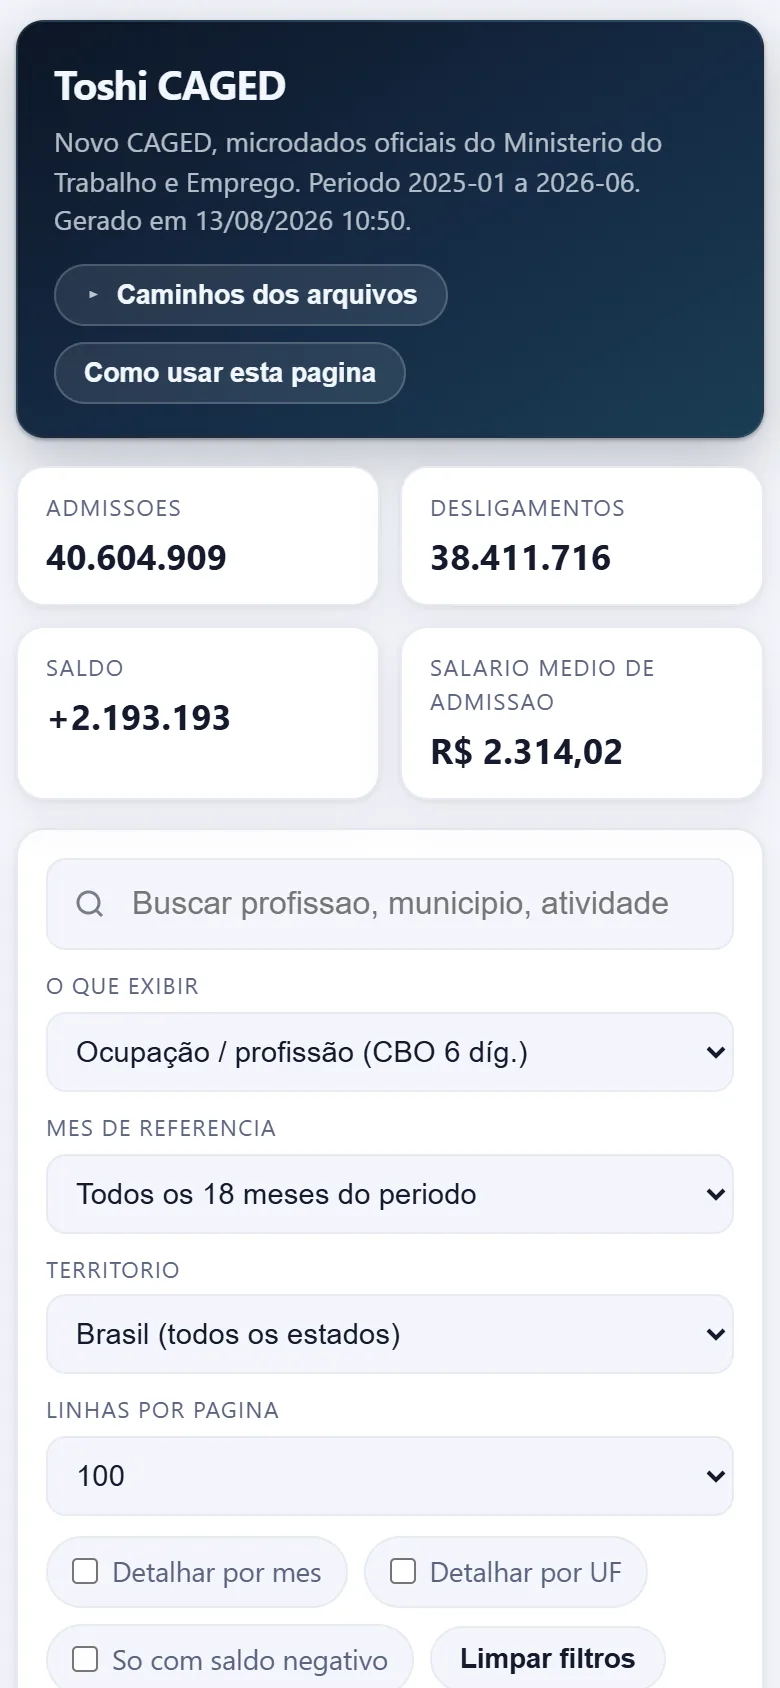 Toshi CAGED
Novo CAGED, microdados oficiais do Ministerio do
Trabalho e Emprego. Periodo 2025-01 a 2026-06.
Gerado em 13/08/2026 10:50.
Caminhos dos arquivos
Como usar esta pagina
ADMISSOES
40.604.909
DESLIGAMENTOS
38.411.716
SALDO
+2.193.193
SALARIO MEDIO DE
ADMISSAO
R$ 2.314,02
Buscar profissao, municipio, atividade
O QUE EXIBIR
Ocupação / profissão (CBO 6 díg.)
MES DE REFERENCIA
Todos os 18 meses do periodo
TERRITORIO
Brasil (todos os estados)
LINHAS POR PAGINA
100
Detalhar por mes
Detalhar por UF
So com saldo negativo
Limpar filtros